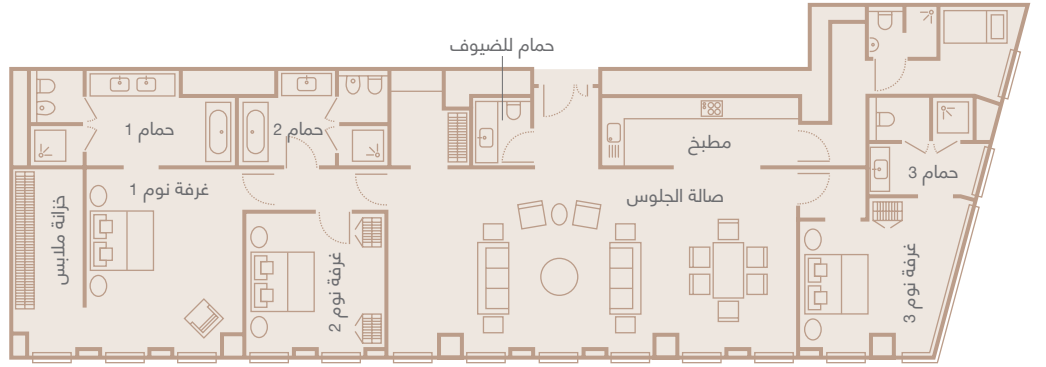 حمام للضيوف
حمام 1
حمام 2
مطبخ
حمام 3
غرفة نوم 1
صالة الجلوس
خزانة ملابس
غرفة نوم 2
غرفة نوم 3